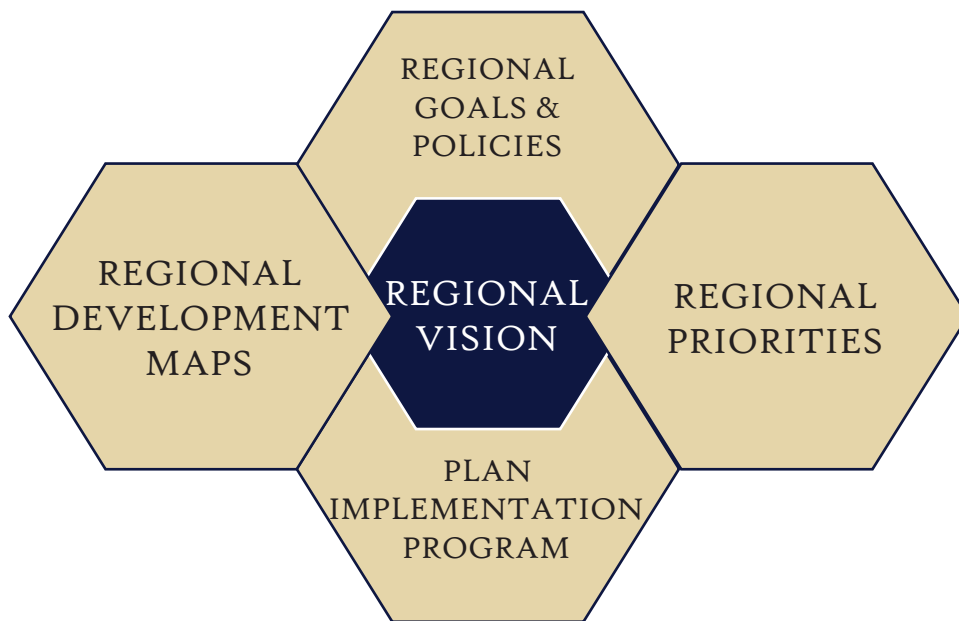 REGIONAL
GOALS &
POLICIES
REGIONAL
DEVELOPMENT
MAPS
REGIONAL
VISION
REGIONAL
PRIORITIES
PLAN
IMPLEMENTATION
PROGRAM